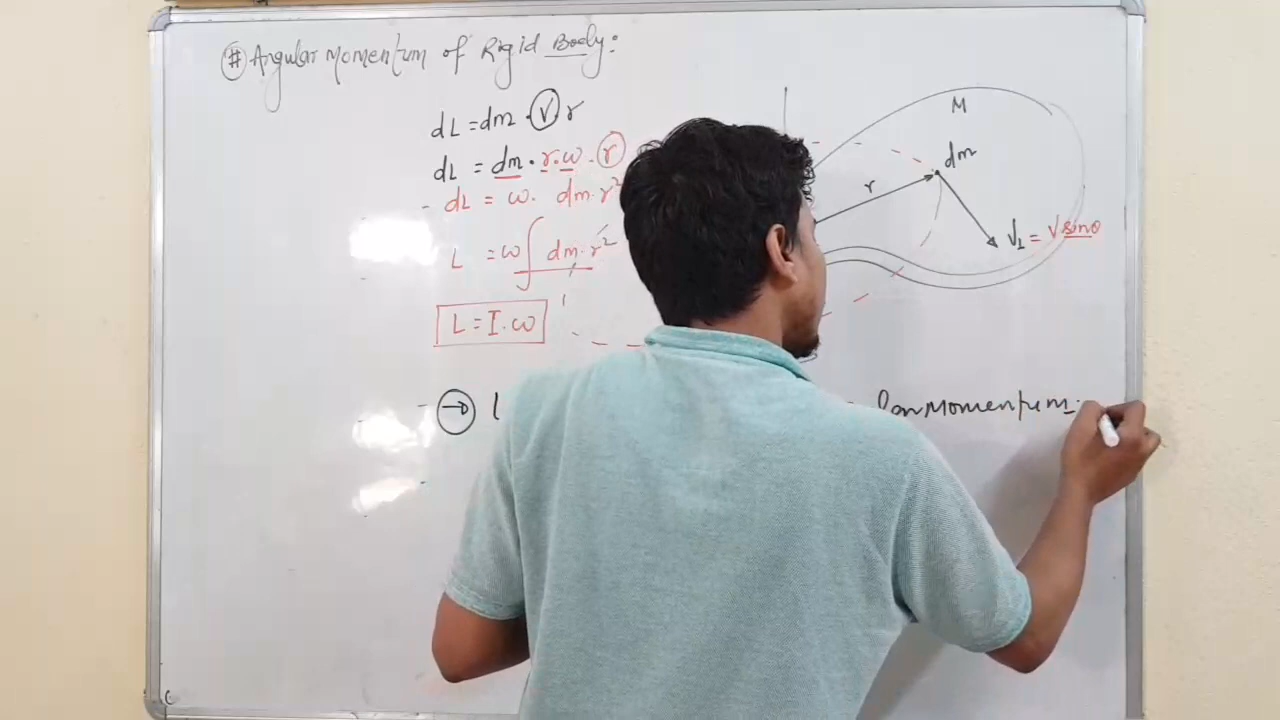 # Angular Momentum of Rigid Body:
dL = dm . V r
dL = dm . r . ω . r
dL = ω . dm . r²
L = ω ∫ dm . r²
L = I . ω
M
dm
r
V⊥ = V sinθ
→
Momentum: